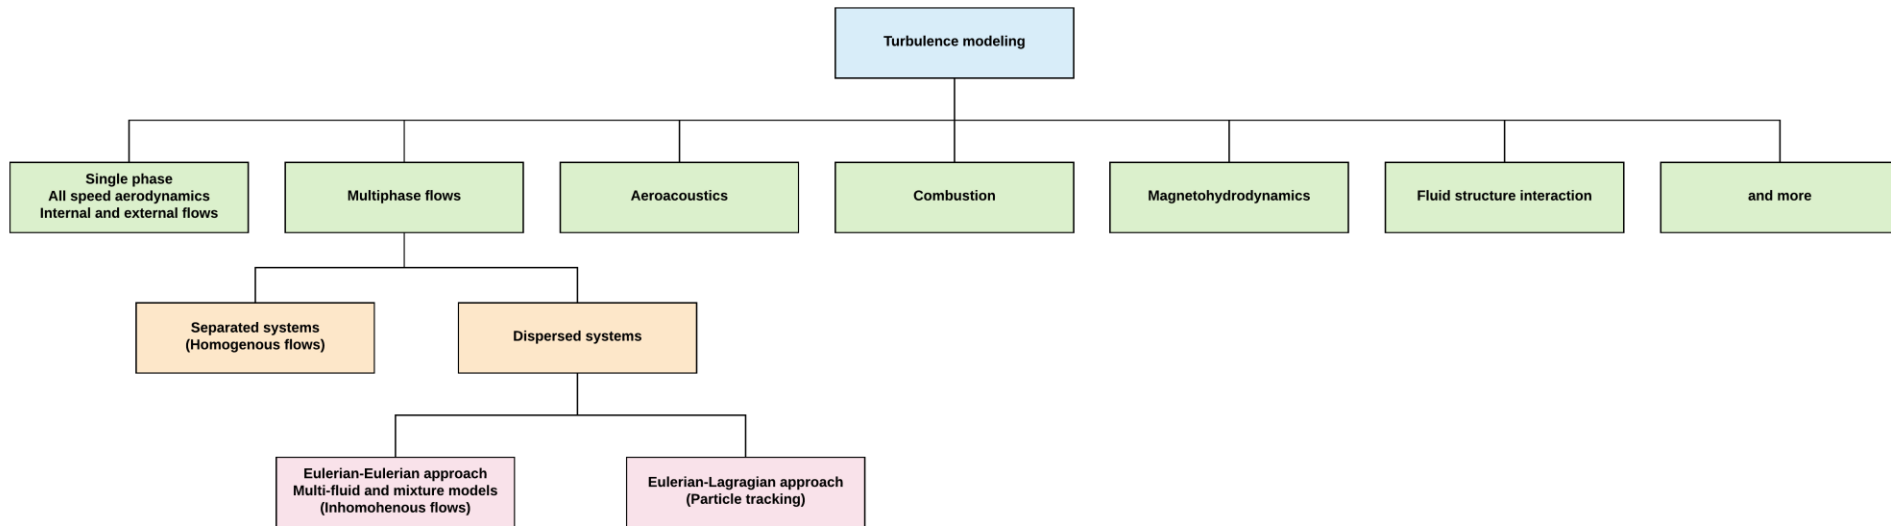 Turbulence modeling
Single phase
All speed aerodynamics
Internal and external flows
Multiphase flows
Aeroacoustics
Combustion
Magnetohydrodynamics
Fluid structure interaction
and more
Separated systems
(Homogenous flows)
Dispersed systems
Eulerian-Eulerian approach
Multi-fluid and mixture models
(Inhomohenous flows)
Eulerian-Lagragian approach
(Particle tracking)